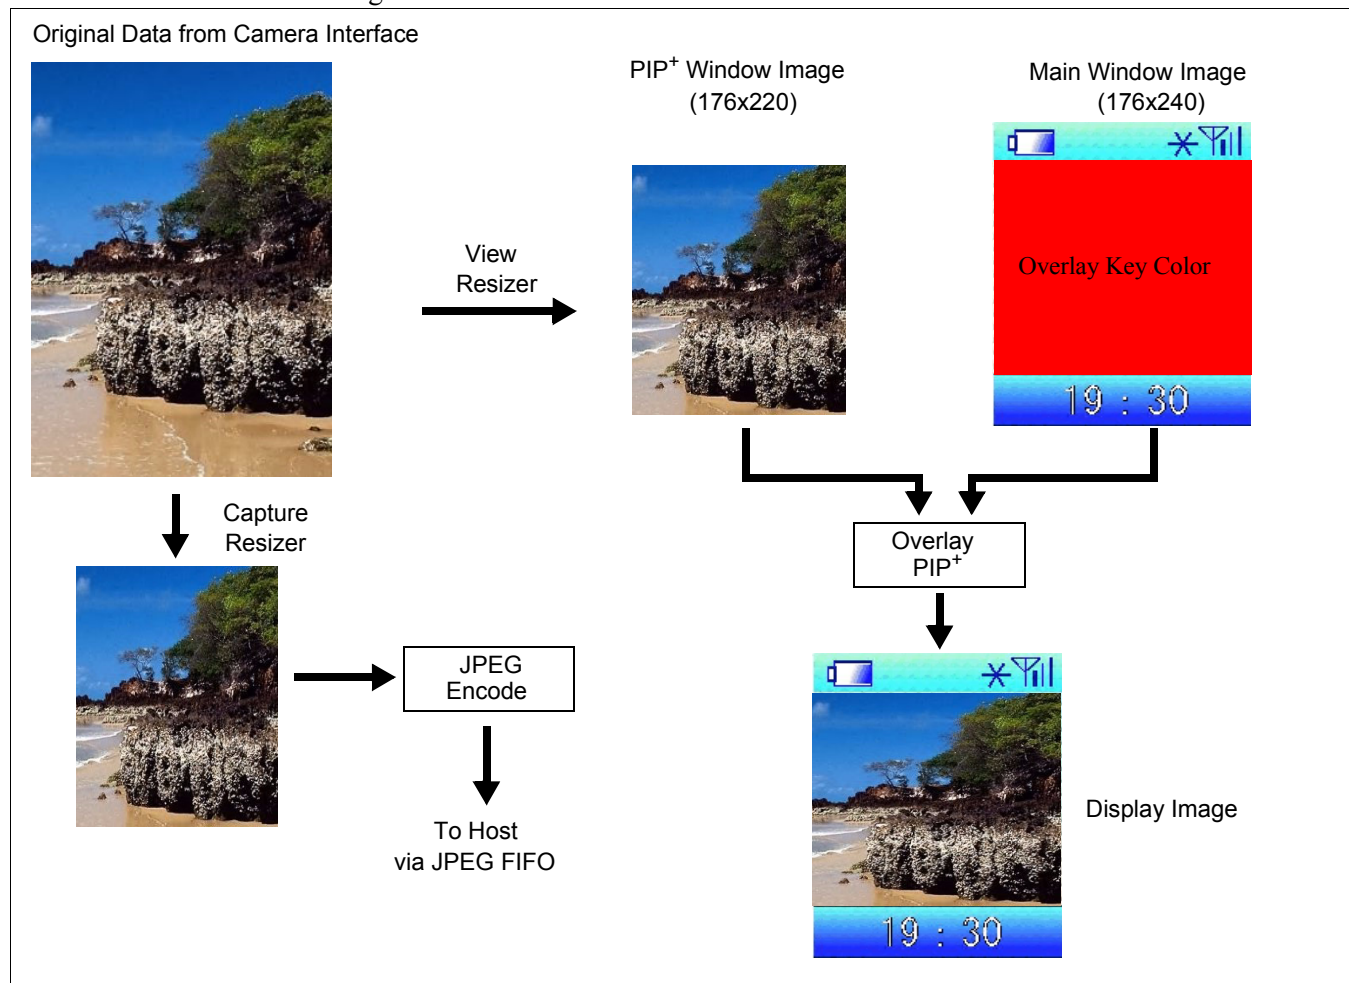 Original Data from Camera Interface
PIP+ Window Image
(176x220)
Main Window Image
(176x240)
Overlay Key Color
19 : 30
View
Resizer
Capture
Resizer
Overlay
PIP+
JPEG
Encode
To Host
via JPEG FIFO
Display Image
19 : 30